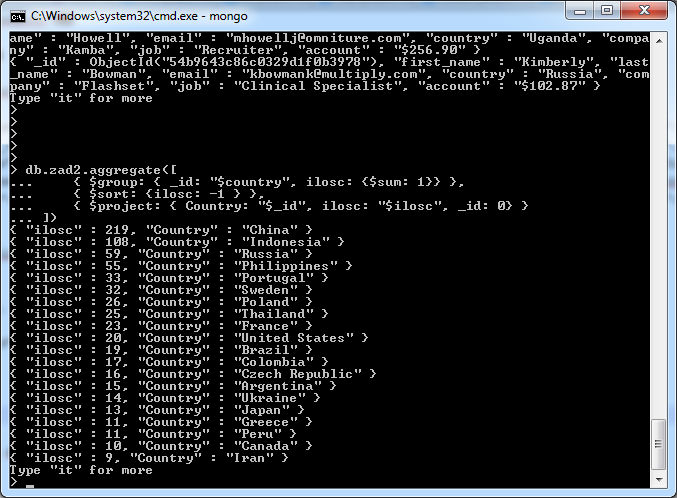 C:\Windows\system32\cmd.exe - mongo
ame" : "Howell", "email" : "mhowellj@omniture.com", "country" : "Uganda", "compa
ny" : "Kamba", "job" : "Recruiter", "account" : "$256.90" }
{ "_id" : ObjectId("54b9643c86c0329d1f0b3978"), "first_name" : "Kimberly", "last
_name" : "Bowman", "email" : "kbowmank@multiply.com", "country" : "Russia", "com
pany" : "Flashset", "job" : "Clinical Specialist", "account" : "$102.87" }
Type "it" for more
>
>
>
>
>
> db.zad2.aggregate([
...     { $group: { _id: "$country", ilosc: {$sum: 1}} },
...     { $sort: {ilosc: -1 } },
...     { $project: { Country: "$_id", ilosc: "$ilosc", _id: 0} }
... ])
{ "ilosc" : 219, "Country" : "China" }
{ "ilosc" : 108, "Country" : "Indonesia" }
{ "ilosc" : 59, "Country" : "Russia" }
{ "ilosc" : 55, "Country" : "Philippines" }
{ "ilosc" : 33, "Country" : "Portugal" }
{ "ilosc" : 32, "Country" : "Sweden" }
{ "ilosc" : 26, "Country" : "Poland" }
{ "ilosc" : 25, "Country" : "Thailand" }
{ "ilosc" : 23, "Country" : "France" }
{ "ilosc" : 20, "Country" : "United States" }
{ "ilosc" : 19, "Country" : "Brazil" }
{ "ilosc" : 17, "Country" : "Colombia" }
{ "ilosc" : 16, "Country" : "Czech Republic" }
{ "ilosc" : 15, "Country" : "Argentina" }
{ "ilosc" : 14, "Country" : "Ukraine" }
{ "ilosc" : 13, "Country" : "Japan" }
{ "ilosc" : 11, "Country" : "Greece" }
{ "ilosc" : 11, "Country" : "Peru" }
{ "ilosc" : 10, "Country" : "Canada" }
{ "ilosc" : 9, "Country" : "Iran" }
Type "it" for more
> _